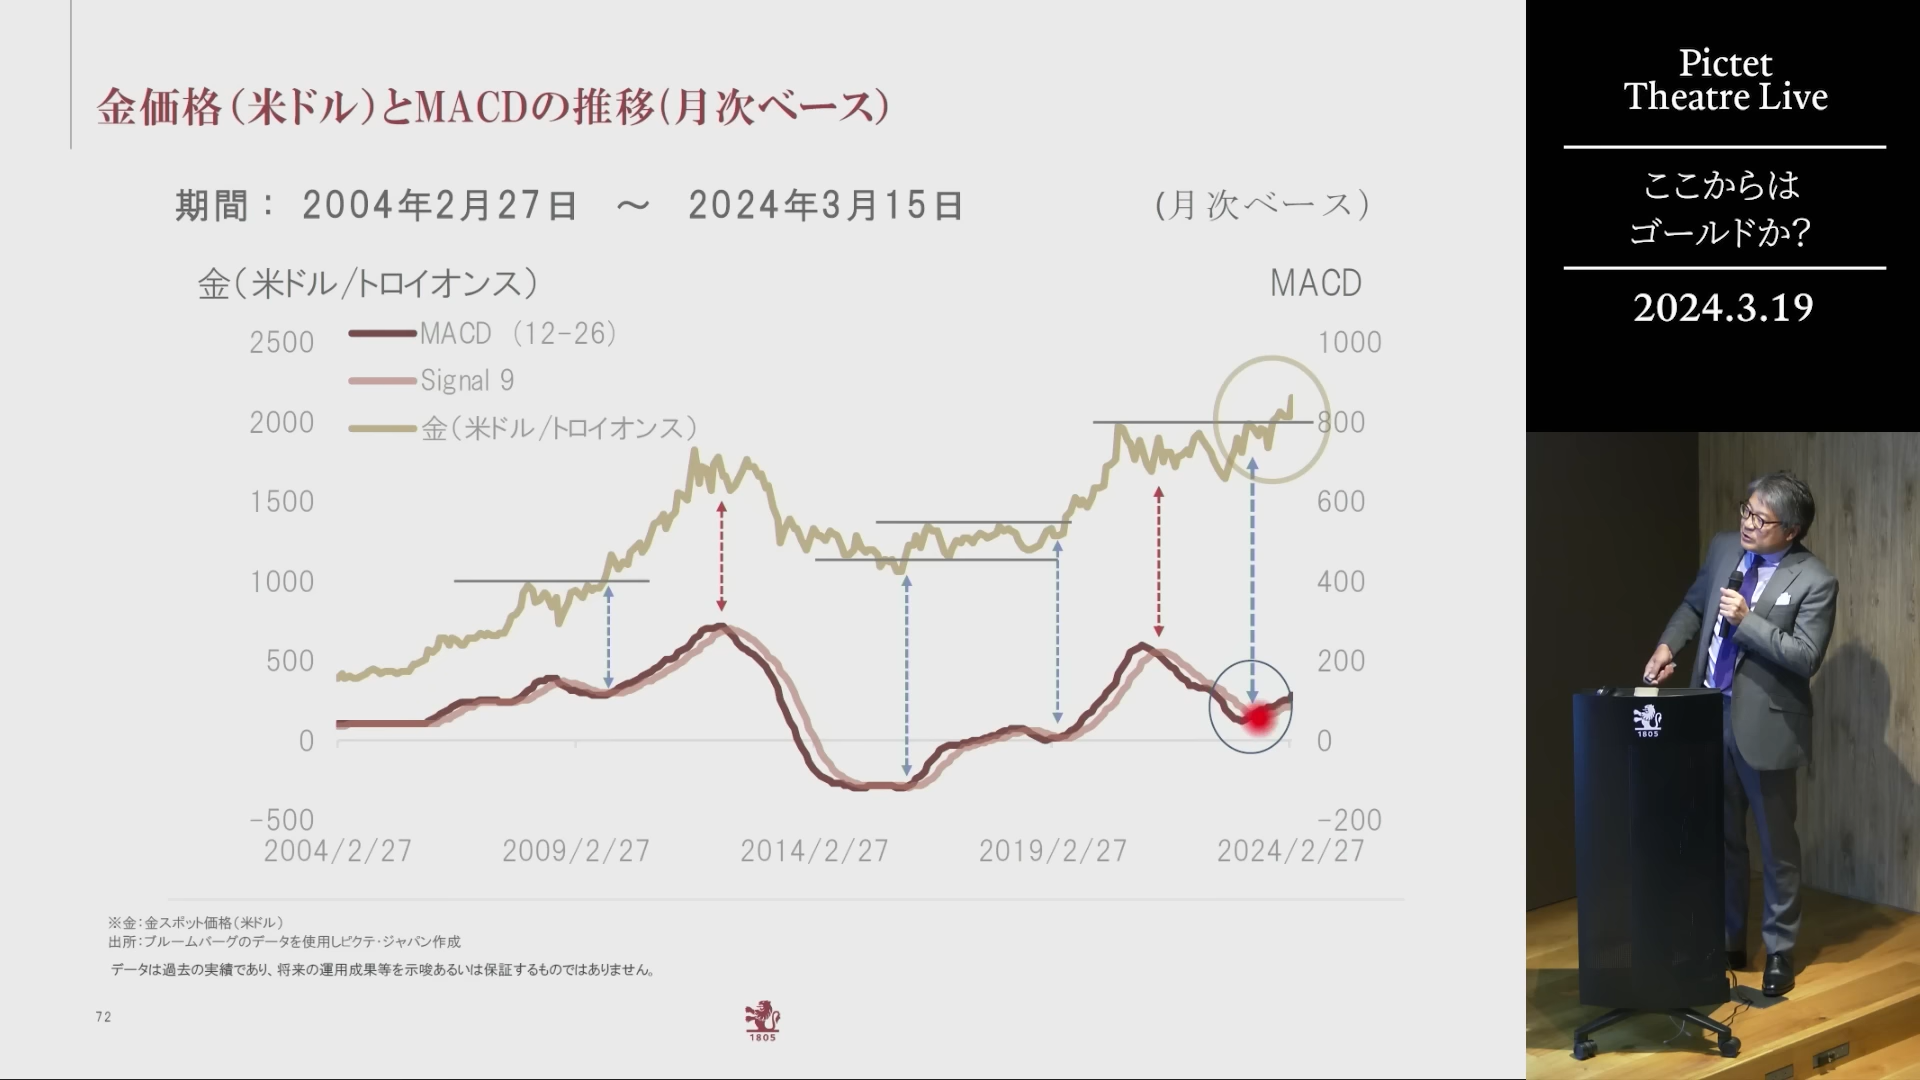 金価格（米ドル）とMACDの推移(月次ベース)
期間： 2004年2月27日 ～ 2024年3月15日
(月次ベース)
金（米ドル/トロイオンス）
MACD
MACD （12-26）
Signal 9
金（米ドル/トロイオンス）
2500
2000
1500
1000
500
0
-500
1000
800
600
400
200
0
-200
2004/2/27
2009/2/27
2014/2/27
2019/2/27
2024/2/27
※金：金スポット価格（米ドル）
出所：ブルームバーグのデータを使用しピクテ・ジャパン作成
データは過去の実績であり、将来の運用成果等を示唆あるいは保証するものではありません。
72
1805
Pictet
Theatre Live
ここからは
ゴールドか？
2024.3.19
1805